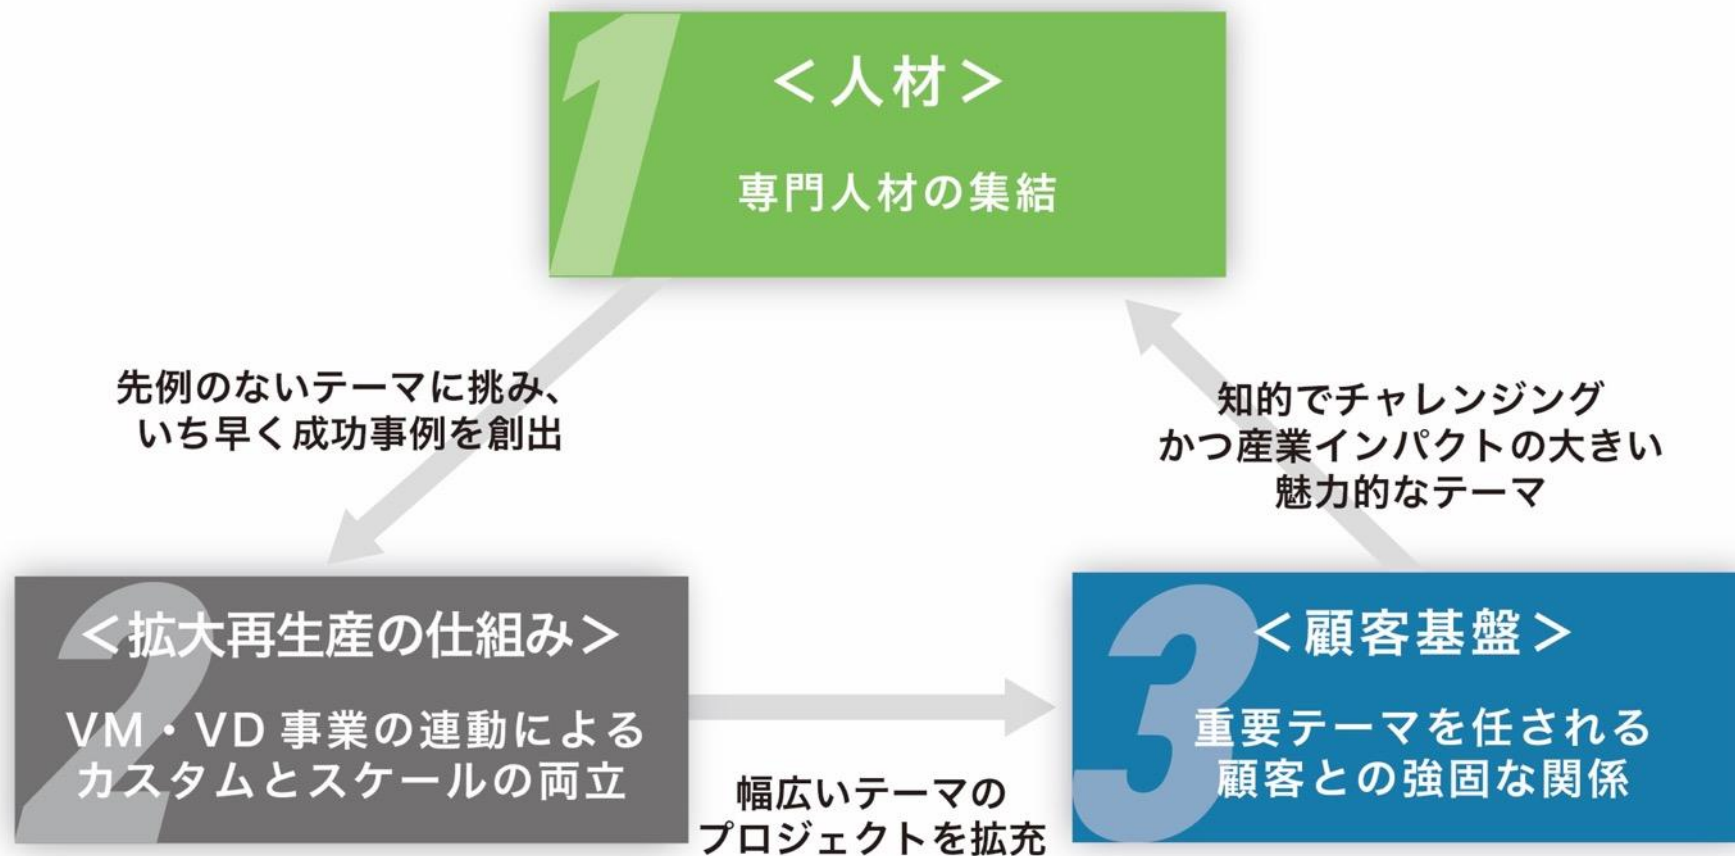 1
＜人材＞
専門人材の集結
先例のないテーマに挑み、
いち早く成功事例を創出
知的でチャレンジング
かつ産業インパクトの大きい
魅力的なテーマ
2
＜拡大再生産の仕組み＞
VM・VD 事業の連動による
カスタムとスケールの両立
幅広いテーマの
プロジェクトを拡充
3
＜顧客基盤＞
重要テーマを任される
顧客との強固な関係